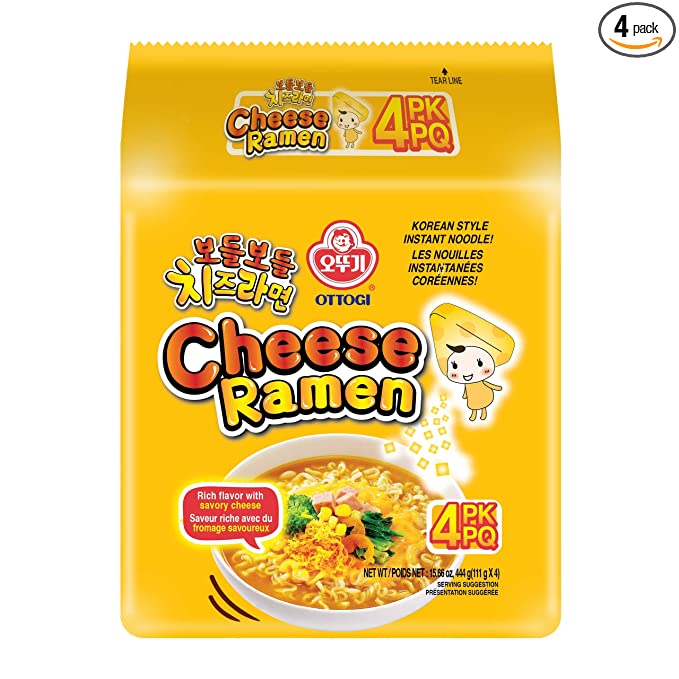 4 pack
TEAR LINE
보들보들
치즈라면
Cheese
Ramen
4PK
PQ
보들보들
치즈라면
오뚜기
OTTOGI
®
KOREAN STYLE
INSTANT NOODLE!
LES NOUILLES
INSTANTANÉES
CORÉENNES!
Cheese
Ramen
Rich flavor with
savory cheese
Saveur riche avec du
fromage savoureux
4PK
PQ
NET WT / POIDS NET : 15.66 oz, 444 g(111 g X 4)
SERVING SUGGESTION
PRÉSENTATION SUGGÉRÉE